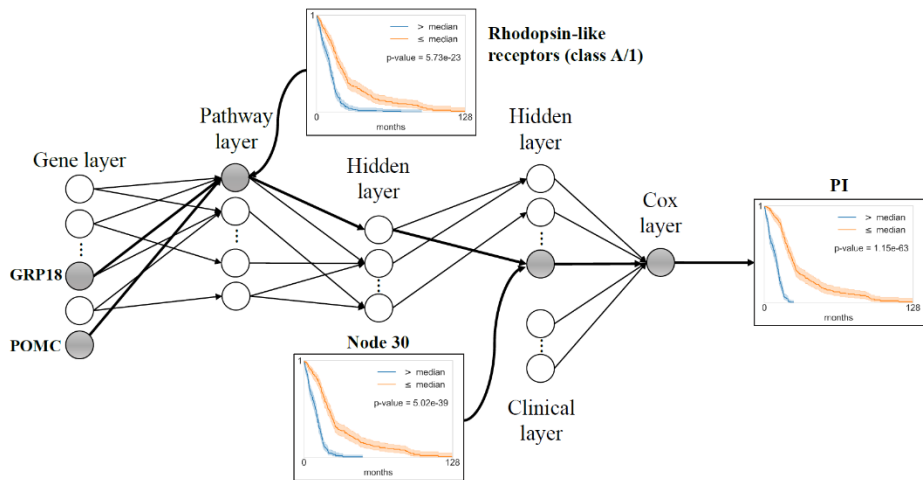 1
> median
≤ median
p-value = 5.73e-23
0
128
months
Rhodopsin-like
receptors (class A/1)
Pathway
layer
Gene layer
Hidden
layer
Hidden
layer
Cox
layer
PI
1
> median
≤ median
p-value = 1.15e-63
0
128
months
GRP18
POMC
Node 30
1
> median
≤ median
p-value = 5.02e-39
0
128
months
Clinical
layer